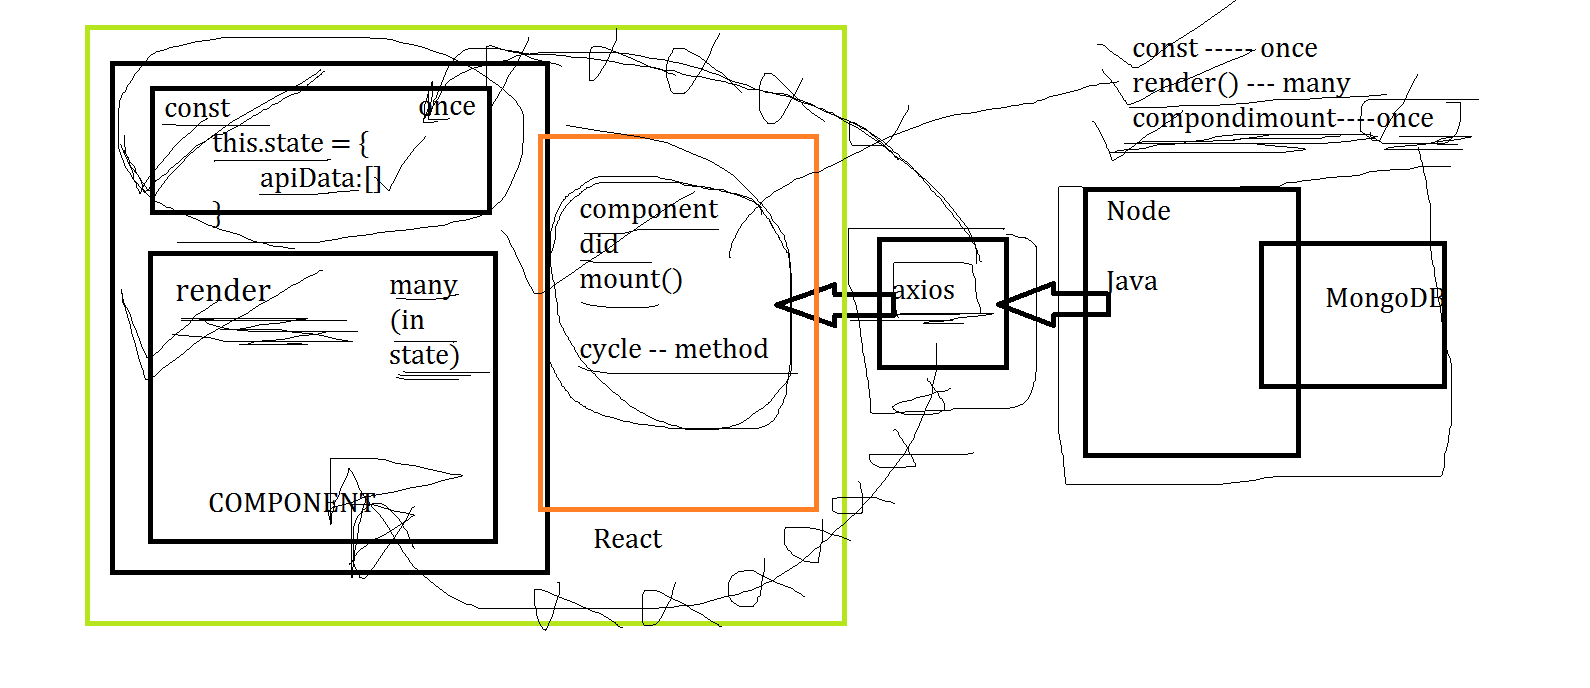 const once
this.state = {
apiData:[]
}
render
many
(in
state)
COMPONENT
component
did
mount()
cycle -- method
React
axios
Node
Java
MongoDB
const ----- once
render() --- many
compondimount----once